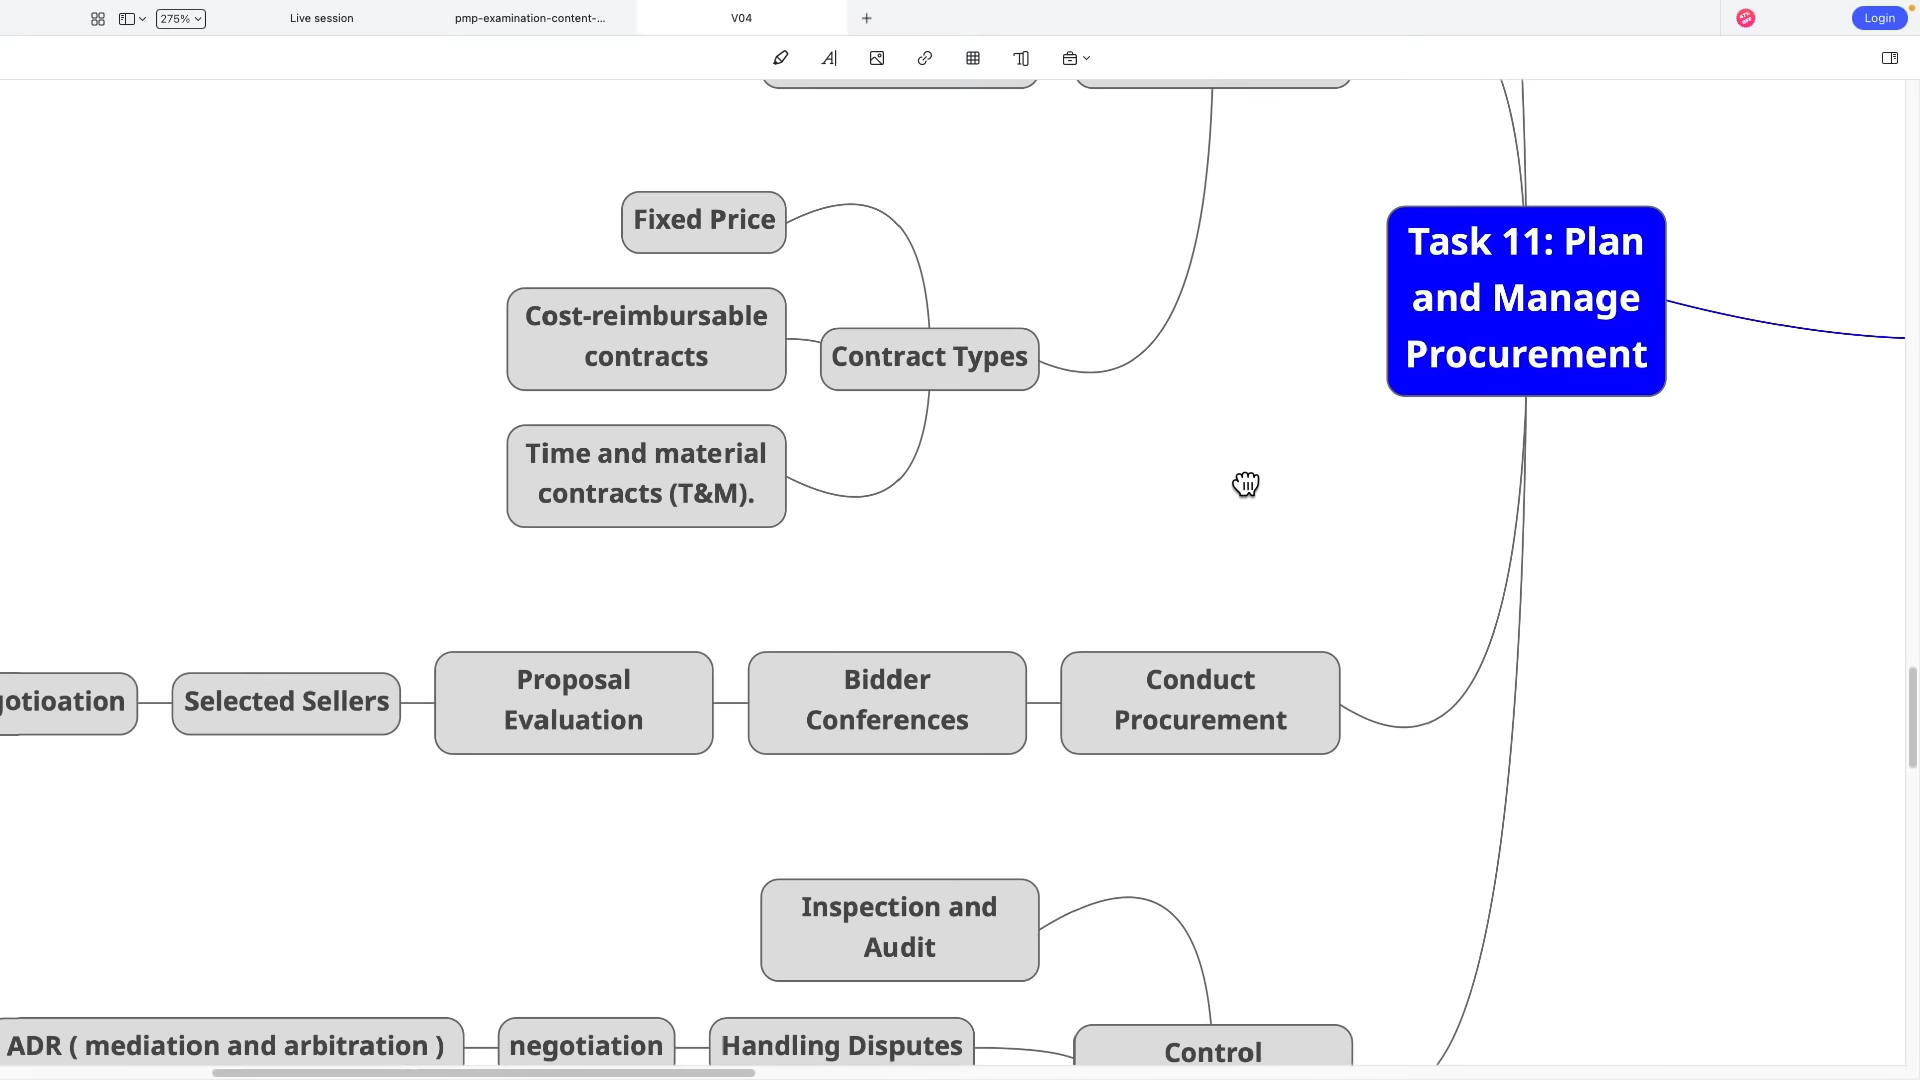 275%
Live session
pmp-examination-content-...
V04
Login
Fixed Price
Cost-reimbursable
contracts
Contract Types
Time and material
contracts (T&M).
Task 11: Plan
and Manage
Procurement
gotioation
Selected Sellers
Proposal
Evaluation
Bidder
Conferences
Conduct
Procurement
Inspection and
Audit
ADR ( mediation and arbitration )
negotiation
Handling Disputes
Control